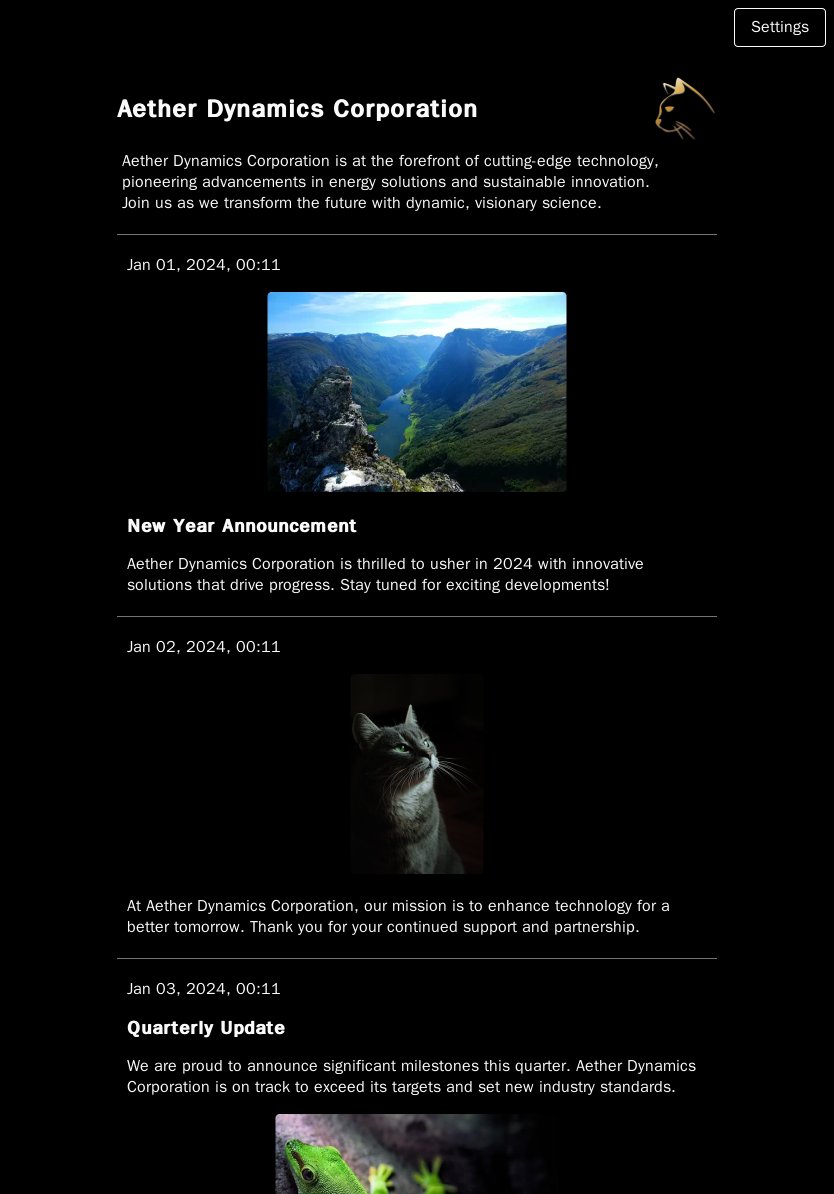 Settings
Aether Dynamics Corporation
Aether Dynamics Corporation is at the forefront of cutting-edge technology,
pioneering advancements in energy solutions and sustainable innovation.
Join us as we transform the future with dynamic, visionary science.
Jan 01, 2024, 00:11
New Year Announcement
Aether Dynamics Corporation is thrilled to usher in 2024 with innovative
solutions that drive progress. Stay tuned for exciting developments!
Jan 02, 2024, 00:11
At Aether Dynamics Corporation, our mission is to enhance technology for a
better tomorrow. Thank you for your continued support and partnership.
Jan 03, 2024, 00:11
Quarterly Update
We are proud to announce significant milestones this quarter. Aether Dynamics
Corporation is on track to exceed its targets and set new industry standards.